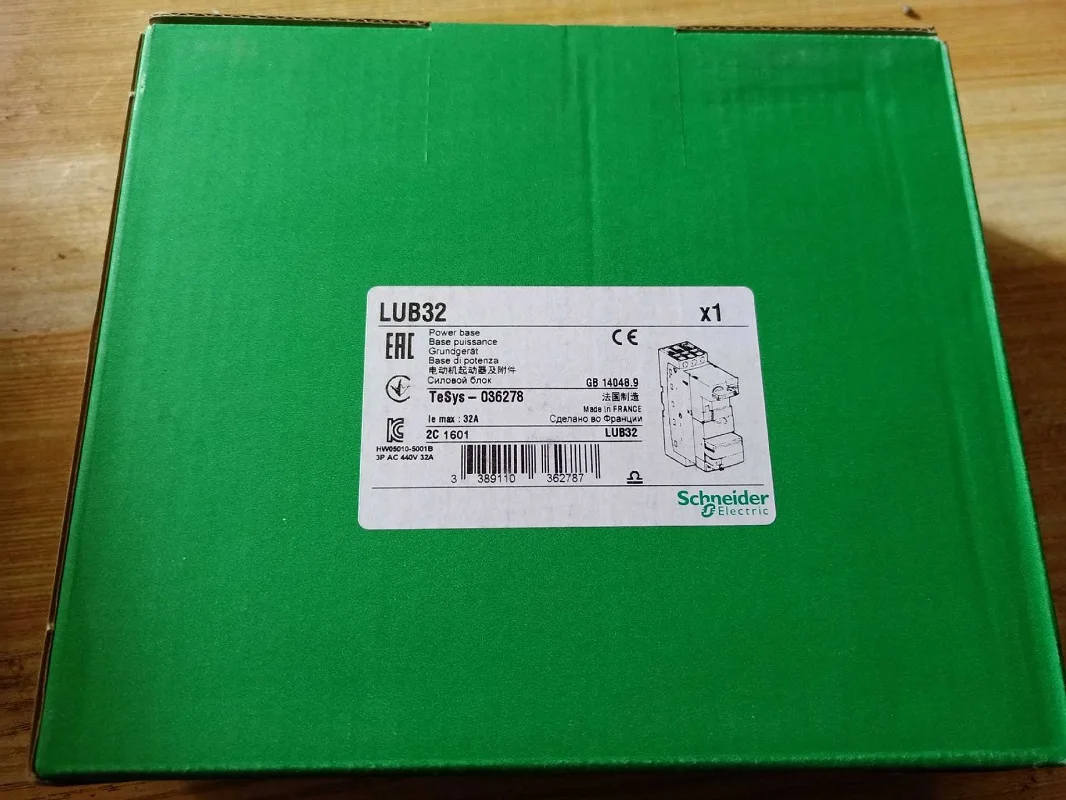 LUB32 x1
EAC
Power base
Base puissance
Grundgerät
Base di potenza
电动机起动器及附件
Силовой блок
CE
GB 14048.9
TeSys - 036278
法国制造
Made in FRANCE
Ie max : 32A
Сделано во Франции
2C 1601
LUB32
HW05010-5001B
3P AC 440V 32A
3 389110 362787
Schneider
Electric